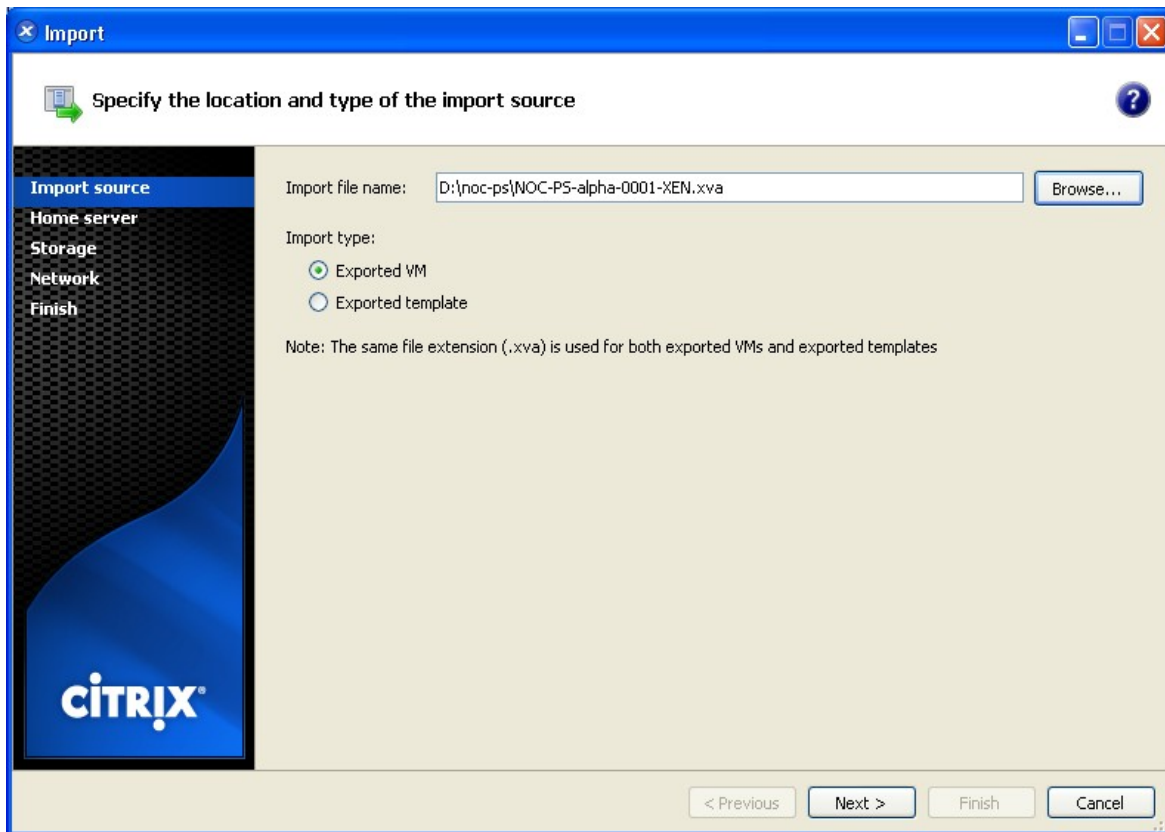 Import
Specify the location and type of the import source
?
Import source
Home server
Storage
Network
Finish
CİTRIX®
Import file name: D:\noc-ps\NOC-PS-alpha-0001-XEN.xva Browse...
Import type:
Exported VM
Exported template
Note: The same file extension (.xva) is used for both exported VMs and exported templates
< Previous Next > Finish Cancel